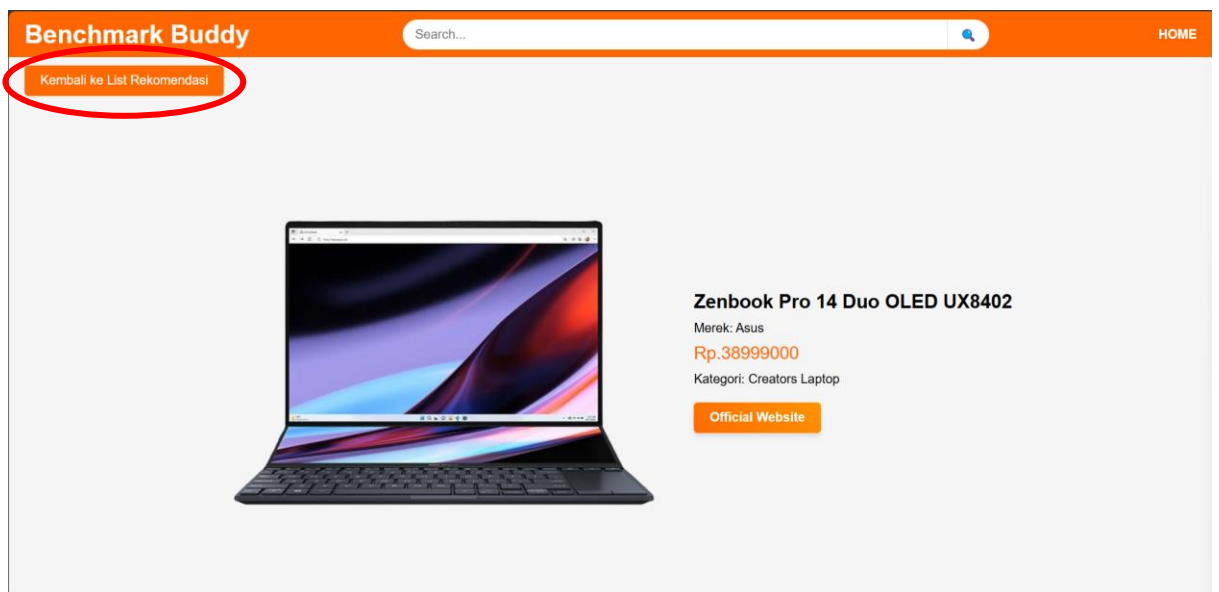 Benchmark Buddy
Search...
HOME
Kembali ke List Rekomendasi
Zenbook Pro 14 Duo OLED UX8402
Merek: Asus
Rp.38999000
Kategori: Creators Laptop
Official Website